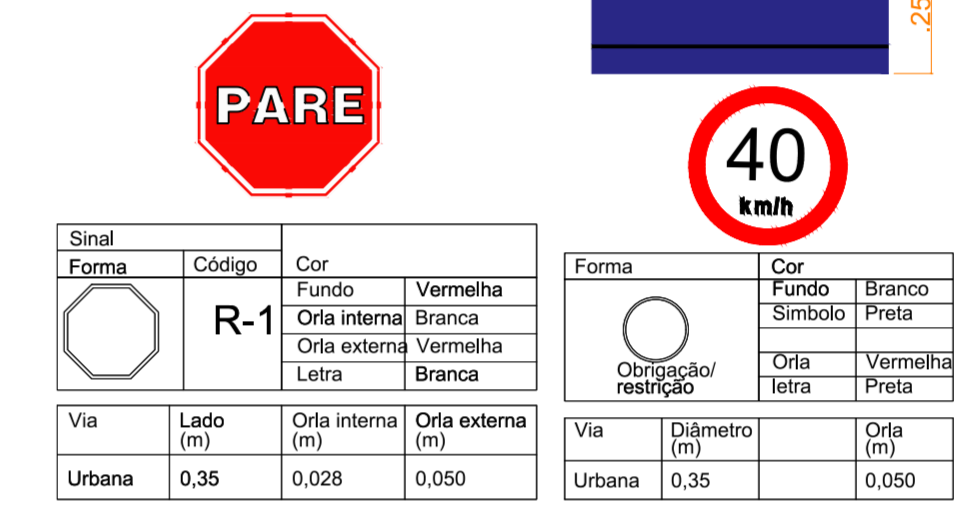 PARE
Sinal
Forma Código Cor
R-1
Fundo Vermelha
Orla interna Branca
Orla externa Vermelha
Letra Branca
Via Lado (m) Orla interna (m) Orla externa (m)
Urbana 0,35 0,028 0,050
.25
40
km/h
Forma Cor
Fundo Branco
Simbolo Preta
Orla Vermelha
letra Preta
Obrigação/
restrição
Via Diâmetro (m) Orla (m)
Urbana 0,35 0,050